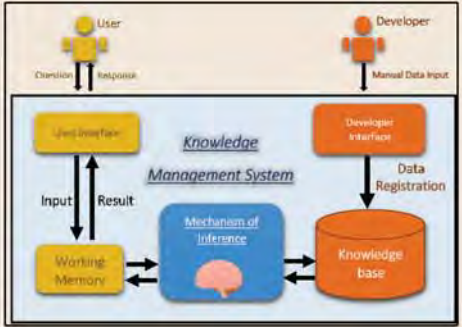 User
Developer
Question
Response
Manual Data Input
User Interface
Developer
Interface
Knowledge
Management System
Data
Registration
Input
Result
Mechanism of
Inference
Working
Memory
Knowledge
base